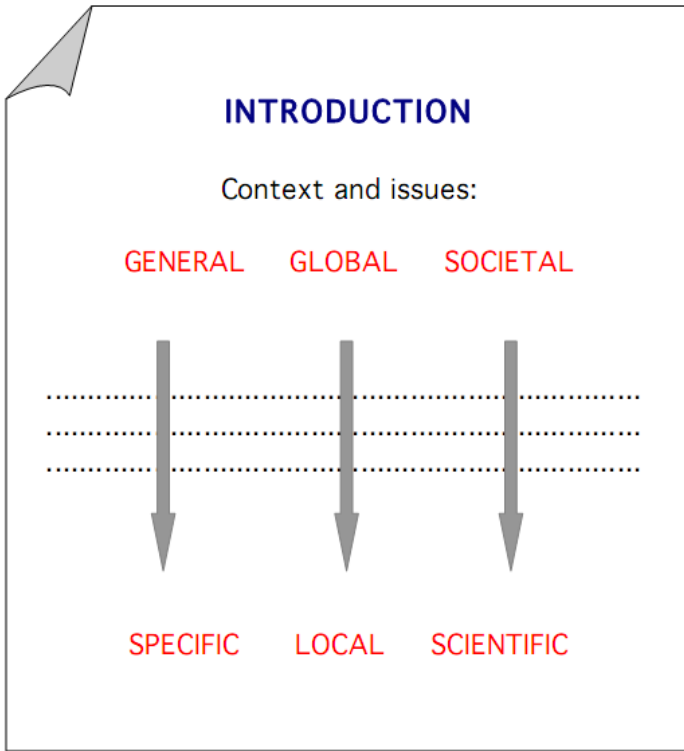 INTRODUCTION
Context and issues:
GENERAL GLOBAL SOCIETAL
SPECIFIC LOCAL SCIENTIFIC